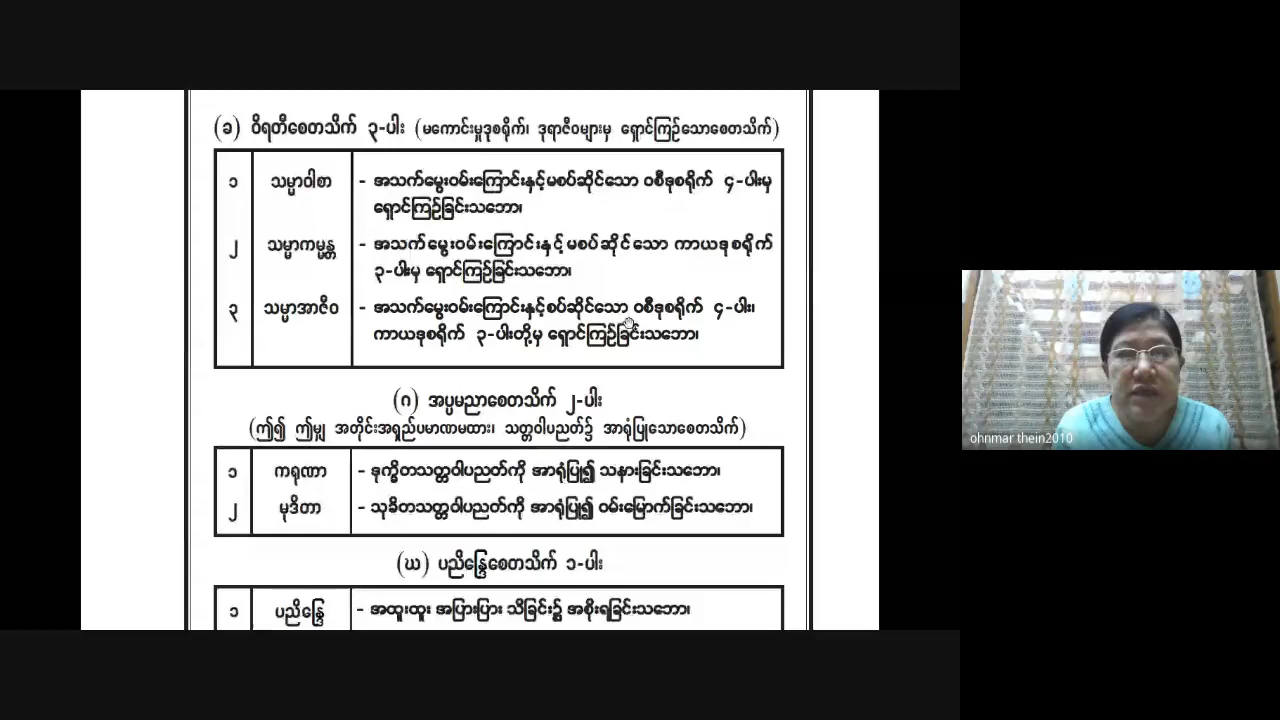 (ခ) ဝိရတီစေတသိက် ၃-ပါး (မကောင်းမှုဒုစရိုက်၊ ဒုရာဇီဝများမှ ရှောင်ကြဉ်သောစေတသိက်)
၁ သမ္မာဝါစာ - အသက်မွေးဝမ်းကြောင်းနှင့်မစပ်ဆိုင်သော ဝစီဒုစရိုက် ၄-ပါးမှ
ရှောင်ကြဉ်ခြင်းသဘော၊
၂ သမ္မာကမ္မန္တ - အသက်မွေးဝမ်းကြောင်းနှင့်မစပ်ဆိုင်သော ကာယဒုစရိုက်
၃-ပါးမှ ရှောင်ကြဉ်ခြင်းသဘော၊
၃ သမ္မာအာဇီဝ - အသက်မွေးဝမ်းကြောင်းနှင့်စပ်ဆိုင်သော ဝစီဒုစရိုက် ၄-ပါး၊
ကာယဒုစရိုက် ၃-ပါးတို့မှ ရှောင်ကြဉ်ခြင်းသဘော၊
(ဂ) အပ္ပမညာစေတသိက် ၂-ပါး
(ဤ၍ ဤမျှ အတိုင်းအရှည်ပမာဏမထား၊ သတ္တဝါပညတ်၌ အာရုံပြုသောစေတသိက်)
၁ ကရုဏာ - ဒုက္ခိတသတ္တဝါပညတ်ကို အာရုံပြု၍ သနားခြင်းသဘော၊
၂ မုဒိတာ - သုခိတသတ္တဝါပညတ်ကို အာရုံပြု၍ ဝမ်းမြောက်ခြင်းသဘော၊
(ဃ) ပညိန္ဒြေစေတသိက် ၁-ပါး
၁ ပညိန္ဒြေ - အထူးထူး အပြားပြား သိခြင်း၌ အစိုးရခြင်းသဘော၊
ohnmar thein2010